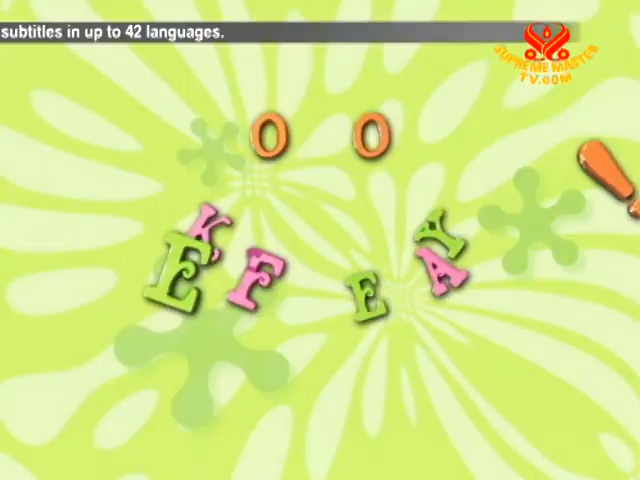 subtitles in up to 42 languages.
SUPREME MASTER
TV.COM
O O
K, Y
E F E A
!